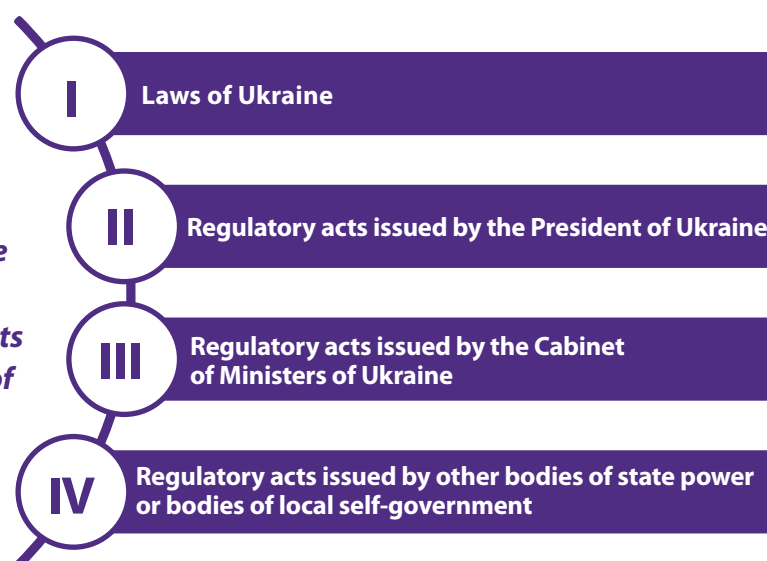 I
Laws of Ukraine
II
Regulatory acts issued by the President of Ukraine
III
Regulatory acts issued by the Cabinet
of Ministers of Ukraine
IV
Regulatory acts issued by other bodies of state power
or bodies of local self-government